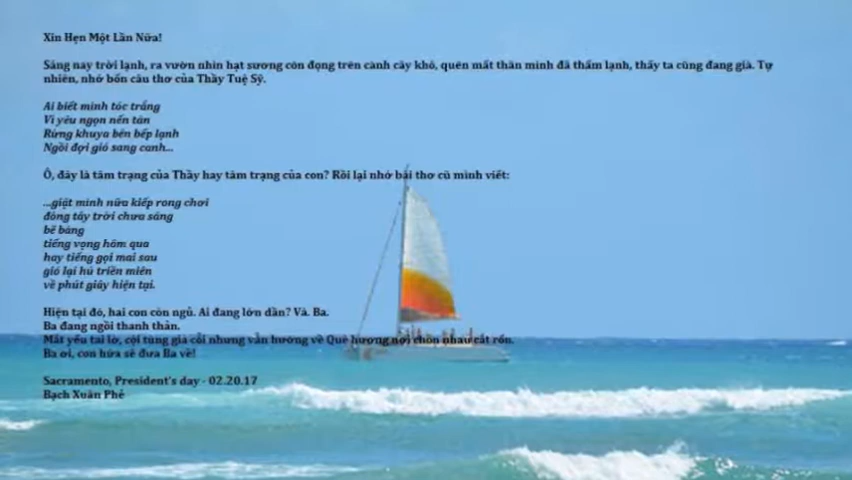 Xin Hẹn Một Lần Nữa!
Sáng nay trời lạnh, ra vườn nhìn hạt sương còn đọng trên cành cây khô, quên mất thân mình đã thấm lạnh, thấy ta cũng đang già. Tự
nhiên, nhớ bốn câu thơ của Thầy Tuệ Sỹ.
Ai biết mình tóc trắng
Vì yêu ngọn nến tàn
Rừng khuya bên bếp lạnh
Ngồi đợi gió sang canh...
Ô, đây là tâm trạng của Thầy hay tâm trạng của con? Rồi lại nhớ bài thơ cũ mình viết:
...giật mình nửa kiếp rong chơi
đông tây trời chưa sáng
bẽ bàng
tiếng vọng hôm qua
hay tiếng gọi mai sau
gió lại hú triền miên
về phút giây hiện tại.
Hiện tại đó, hai con còn ngủ. Ai đang lớn dần? Và. Ba.
Ba đang ngồi thanh thản.
Mắt yếu tai lờ, cội tùng già cỗi nhưng vẫn hướng về Quê hương nơi chôn nhau cắt rốn.
Ba ơi, con hứa sẽ đưa Ba về!
Sacramento, President's day - 02.20.17
Bạch Xuân Phẻ